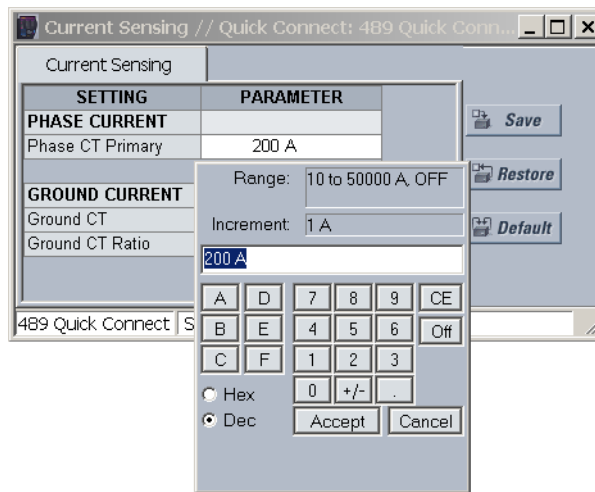 Current Sensing // Quick Connect: 489 Quick Conn...
Current Sensing
SETTING PARAMETER
PHASE CURRENT
Phase CT Primary 200 A
GROUND CURRENT
Ground CT
Ground CT Ratio
Save
Restore
Default
Range: 10 to 50000 A, OFF
Increment: 1 A
200 A
A D 7 8 9 CE
B E 4 5 6 Off
C F 1 2 3
Hex 0 +/- .
Dec Accept Cancel
489 Quick Connect S